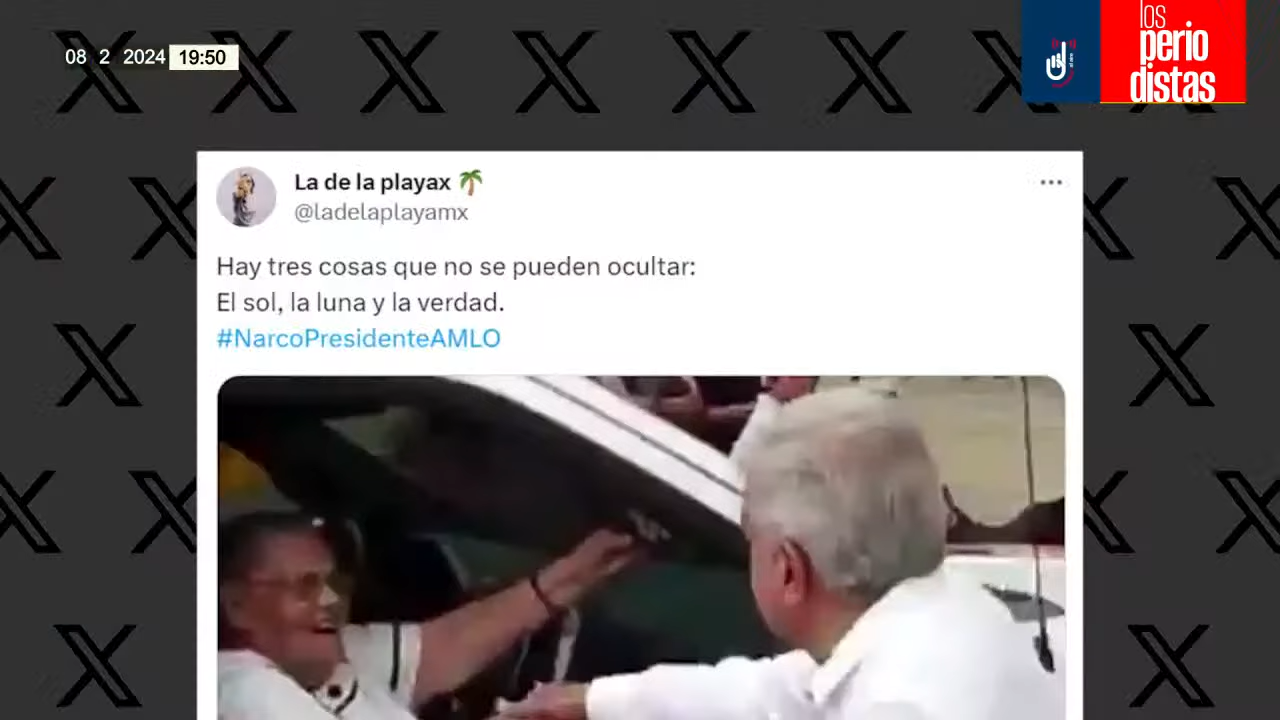 08 2 2024 19:50
los
perio
distas
La de la playax
@ladelaplayamx
Hay tres cosas que no se pueden ocultar:
El sol, la luna y la verdad.
#NarcoPresidenteAMLO